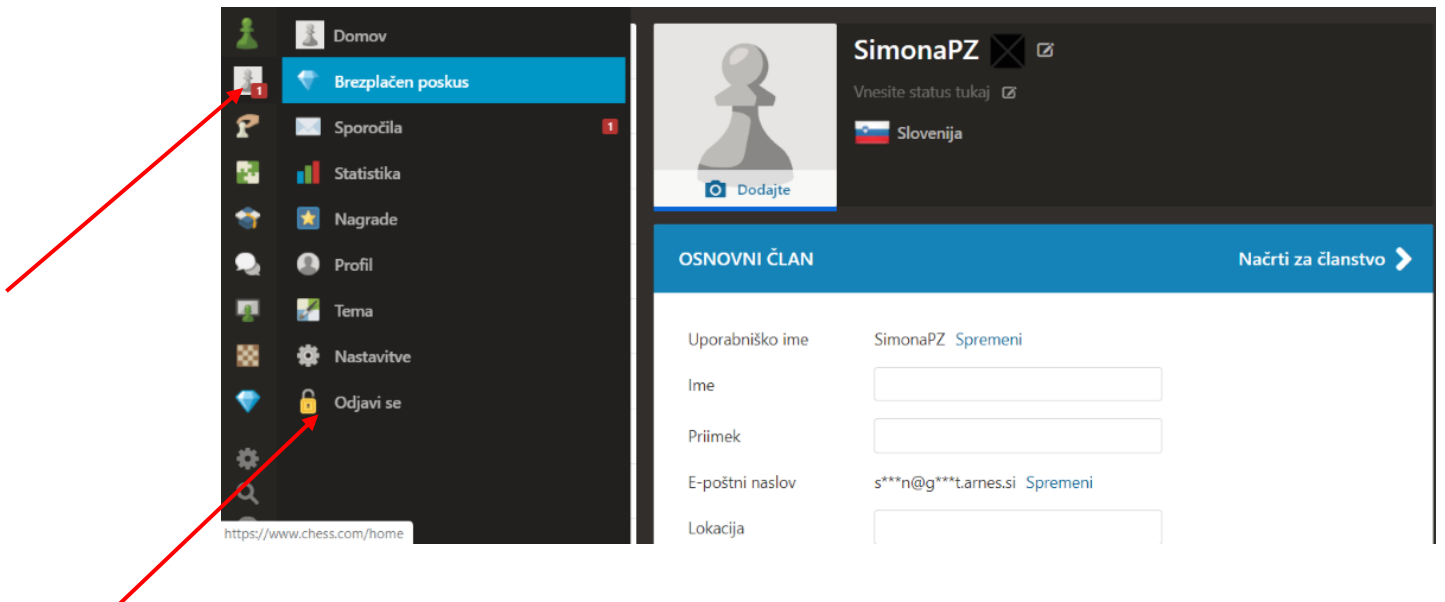 1
Domov
Brezplačen poskus
Sporočila 1
Statistika
Nagrade
Profil
Tema
Nastavitve
Odjavi se
https://www.chess.com/home
SimonaPZ
Vnesite status tukaj
Slovenija
Dodajte
OSNOVNI ČLAN
Načrti za članstvo
Uporabniško ime SimonaPZ Spremeni
Ime
Priimek
E-poštni naslov s***n@g***t.arnes.si Spremeni
Lokacija